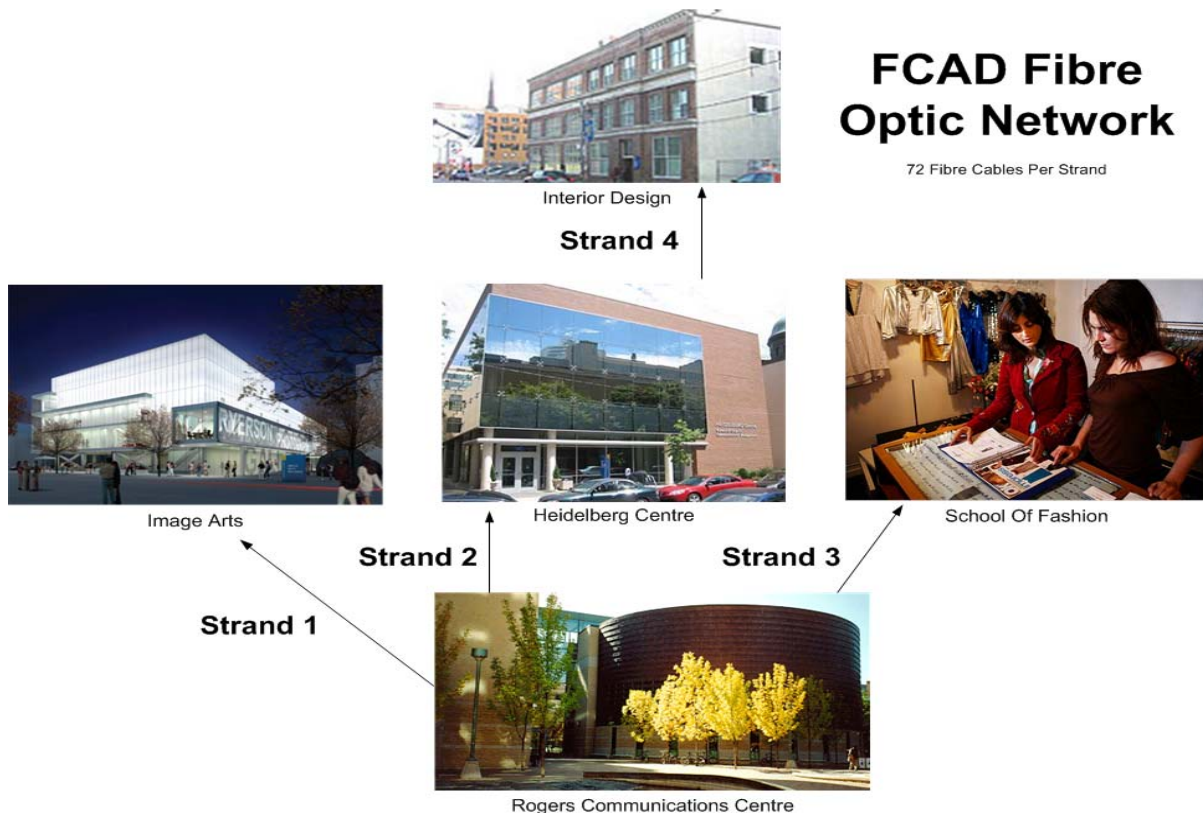 FCAD Fibre
Optic Network
72 Fibre Cables Per Strand
Interior Design
Strand 4
Image Arts
Heidelberg Centre
School Of Fashion
Strand 2
Strand 3
Strand 1
Rogers Communications Centre
RYERSON